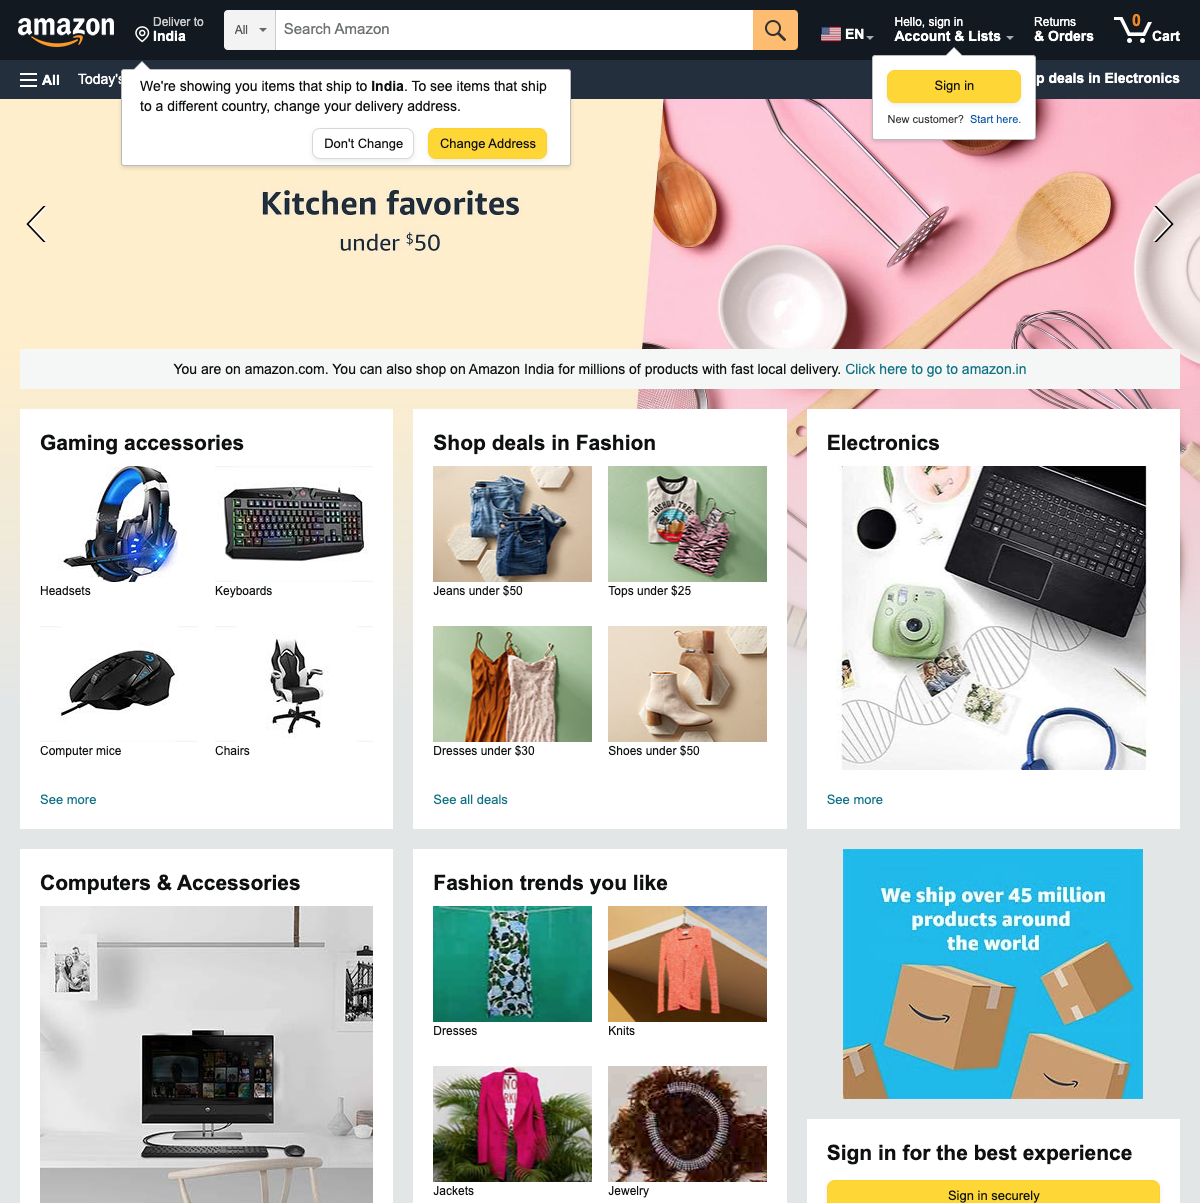 amazon
Deliver to
India
All
Search Amazon
EN
Hello, sign in
Account & Lists
Returns
& Orders
0
Cart
All
Today's
p deals in Electronics
We're showing you items that ship to India. To see items that ship
to a different country, change your delivery address.
Don't Change
Change Address
Sign in
New customer? Start here.
Kitchen favorites
under $50
You are on amazon.com. You can also shop on Amazon India for millions of products with fast local delivery. Click here to go to amazon.in
Gaming accessories
Headsets
Keyboards
Computer mice
Chairs
See more
Shop deals in Fashion
JOSHUA TREE
Jeans under $50
Tops under $25
Dresses under $30
Shoes under $50
See all deals
Electronics
See more
Computers & Accessories
Fashion trends you like
Dresses
Knits
NO
Jackets
Jewelry
We ship over 45 million
products around
the world
Sign in for the best experience
Sign in securely